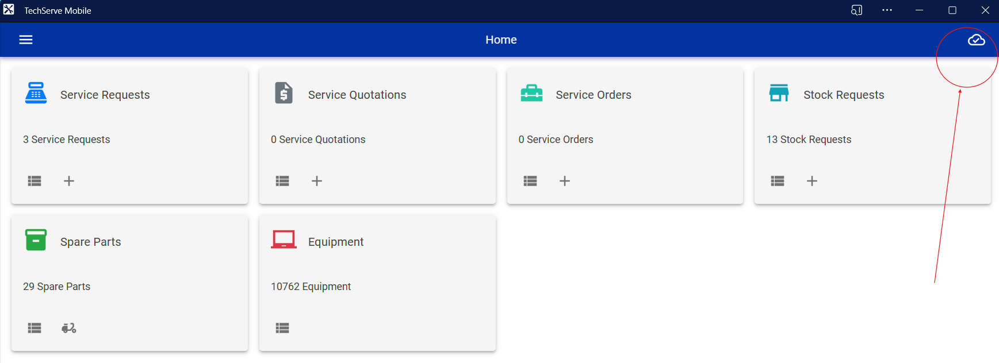 TechServe Mobile
Home
Service Requests
3 Service Requests
Service Quotations
0 Service Quotations
Service Orders
0 Service Orders
Stock Requests
13 Stock Requests
Spare Parts
29 Spare Parts
Equipment
10762 Equipment